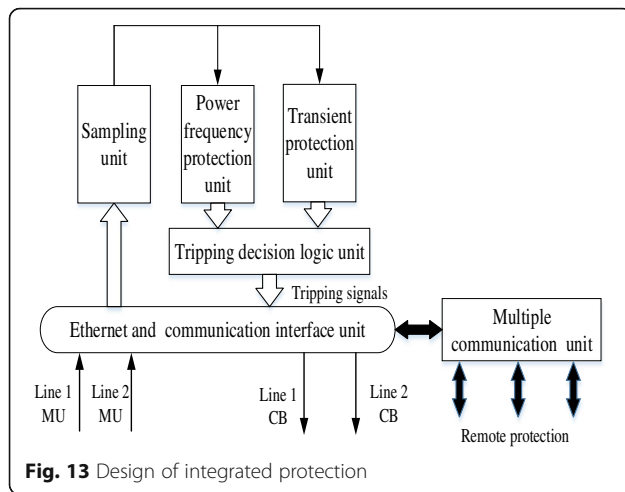 Sampling
unit
Power
frequency
protection
unit
Transient
protection
unit
Tripping decision logic unit
Tripping signals
Ethernet and communication interface unit
Multiple
communication unit
Line 1
MU
Line 2
MU
Line 1
CB
Line 2
CB
Remote protection
Fig. 13 Design of integrated protection